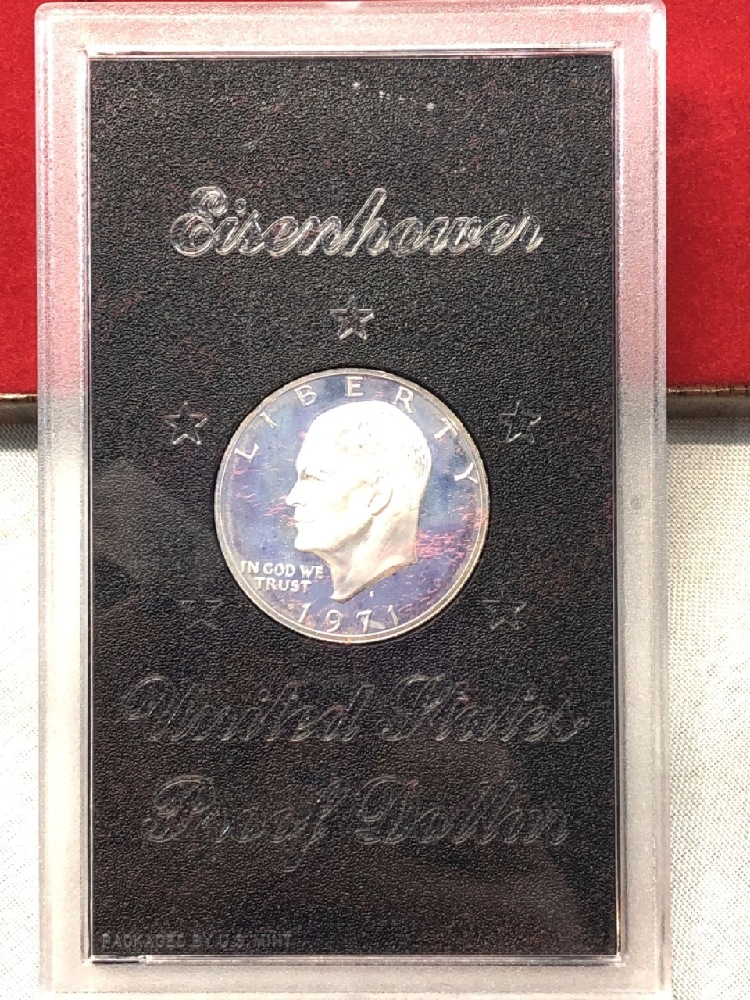 Eisenhower
LIBERTY
IN GOD WE
TRUST
1971
United States
Proof Dollar
PACKAGED BY U.S. MINT